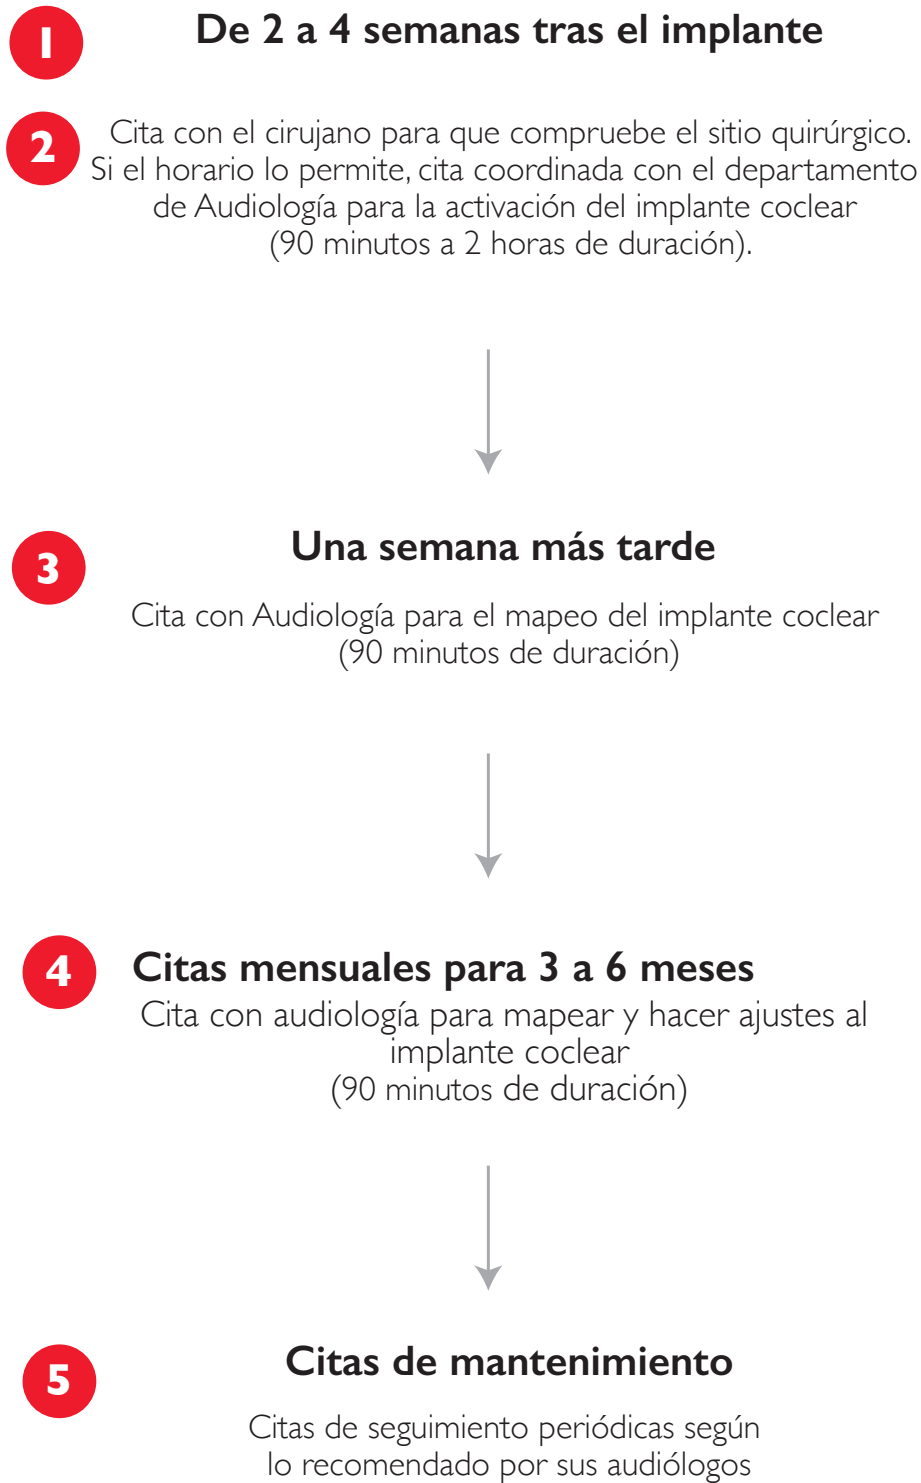 1
De 2 a 4 semanas tras el implante
2
Cita con el cirujano para que compruebe el sitio quirúrgico.
Si el horario lo permite, cita coordinada con el departamento
de Audiología para la activación del implante coclear
(90 minutos a 2 horas de duración).
3
Una semana más tarde
Cita con Audiología para el mapeo del implante coclear
(90 minutos de duración)
4
Citas mensuales para 3 a 6 meses
Cita con audiología para mapear y hacer ajustes al
implante coclear
(90 minutos de duración)
5
Citas de mantenimiento
Citas de seguimiento periódicas según
lo recomendado por sus audiólogos